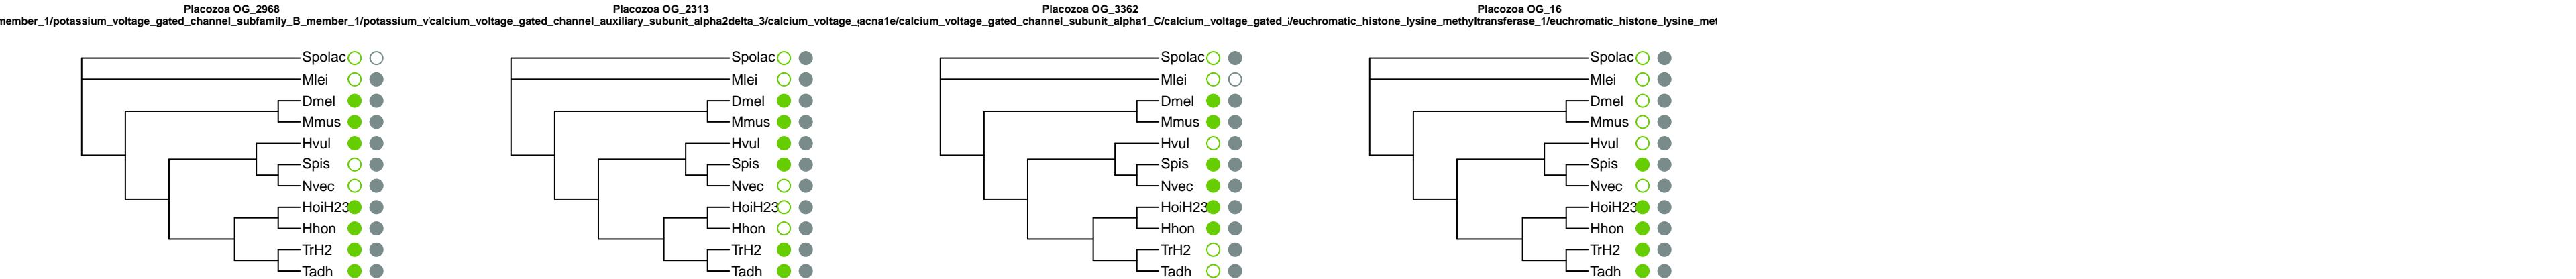 Placozoa OG_2968
member_1/potassium_voltage_gated_channel_subfamily_B_member_1/potassium_v
Spolac
Mlei
Dmel
Mmus
Hvul
Spis
Nvec
HoiH23
Hhon
TrH2
Tadh
Placozoa OG_2313
calcium_voltage_gated_channel_auxiliary_subunit_alpha2delta_3/calcium_voltage_
Spolac
Mlei
Dmel
Mmus
Hvul
Spis
Nvec
HoiH23
Hhon
TrH2
Tadh
Placozoa OG_3362
acna1e/calcium_voltage_gated_channel_subunit_alpha1_C/calcium_voltage_gated_
Spolac
Mlei
Dmel
Mmus
Hvul
Spis
Nvec
HoiH23
Hhon
TrH2
Tadh
Placozoa OG_16
/euchromatic_histone_lysine_methyltransferase_1/euchromatic_histone_lysine_met
Spolac
Mlei
Dmel
Mmus
Hvul
Spis
Nvec
HoiH23
Hhon
TrH2
Tadh